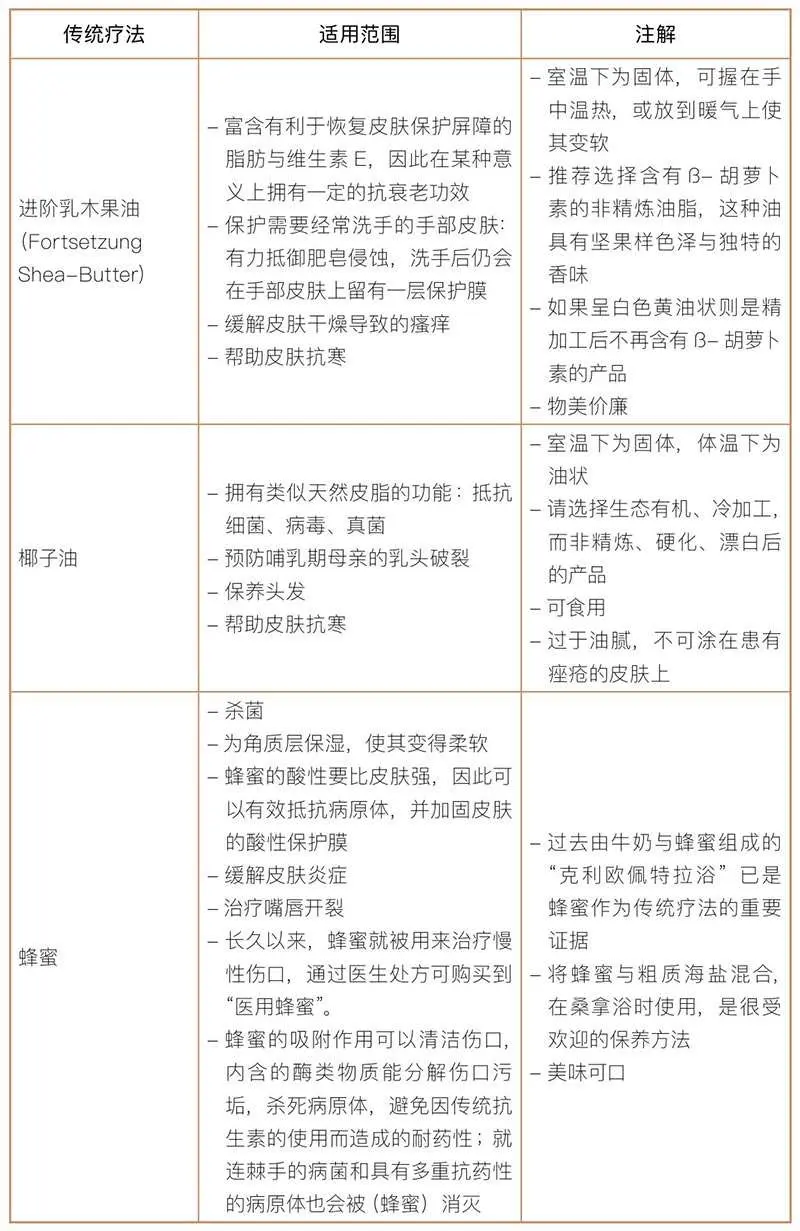 传统疗法
适用范围
注解
进阶乳木果油
(Fortsetzung
Shea-Butter)
– 富含有利于恢复皮肤保护屏障的
脂肪与维生素 E，因此在某种意
义上拥有一定的抗衰老功效
– 保护需要经常洗手的手部皮肤：
有力抵御肥皂侵蚀，洗手后仍会
在手部皮肤上留有一层保护膜
– 缓解皮肤干燥导致的瘙痒
– 帮助皮肤抗寒
– 室温下为固体，可握在手
中温热，或放到暖气上使
其变软
– 推荐选择含有 ß- 胡萝卜
素的非精炼油脂，这种油
具有坚果样色泽与独特的
香味
– 如果呈白色黄油状则是精
加工后不再含有 ß- 胡萝卜
素的产品
– 物美价廉
椰子油
– 拥有类似天然皮脂的功能：抵抗
细菌、病毒、真菌
– 预防哺乳期母亲的乳头破裂
– 保养头发
– 帮助皮肤抗寒
– 室温下为固体，体温下为
油状
– 请选择生态有机、冷加工，
而非精炼、硬化、漂白后
的产品
– 可食用
– 过于油腻，不可涂在患有
痤疮的皮肤上
蜂蜜
– 杀菌
– 为角质层保湿，使其变得柔软
– 蜂蜜的酸性要比皮肤强，因此可
以有效抵抗病原体，并加固皮肤
的酸性保护膜
– 缓解皮肤炎症
– 治疗嘴唇开裂
– 长久以来，蜂蜜就被用来治疗慢
性伤口，通过医生处方可购买到
“医用蜂蜜”。
– 蜂蜜的吸附作用可以清洁伤口，
内含的酶类物质能分解伤口污
垢，杀死病原体，避免因传统抗
生素的使用而造成的耐药性；就
连棘手的病菌和具有多重抗药性
的病原体也会被（蜂蜜）消灭
– 过去由牛奶与蜂蜜组成的
“克利欧佩特拉浴”已是
蜂蜜作为传统疗法的重要
证据
– 将蜂蜜与粗质海盐混合，
在桑拿浴时使用，是很受
欢迎的保养方法
– 美味可口